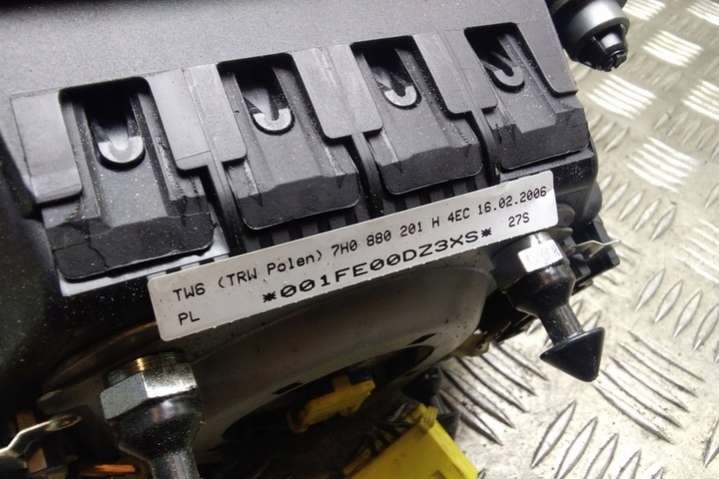 TW6 (TRW Polen) 7H0 880 201 H 4EC 16.02.2006
PL *001FE00DZ3XS* 27S